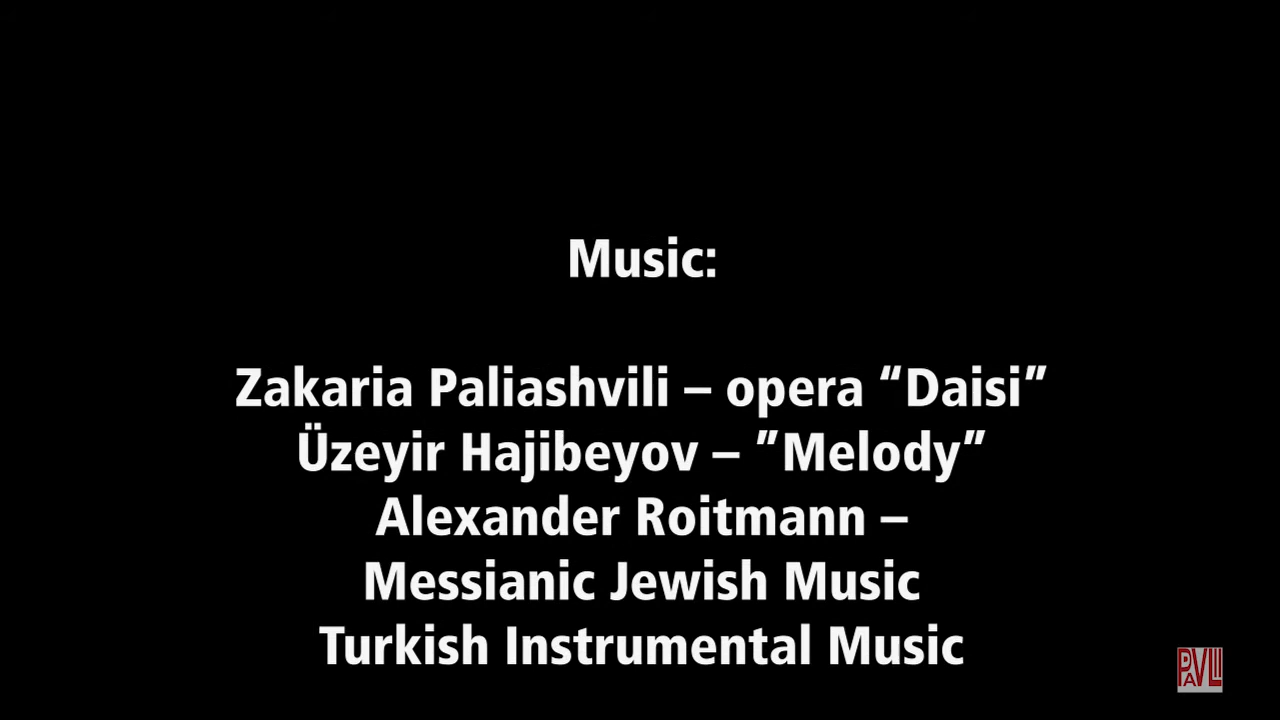 Music:
Zakaria Paliashvili – opera “Daisi”
Üzeyir Hajibeyov – ”Melody”
Alexander Roitmann –
Messianic Jewish Music
Turkish Instrumental Music